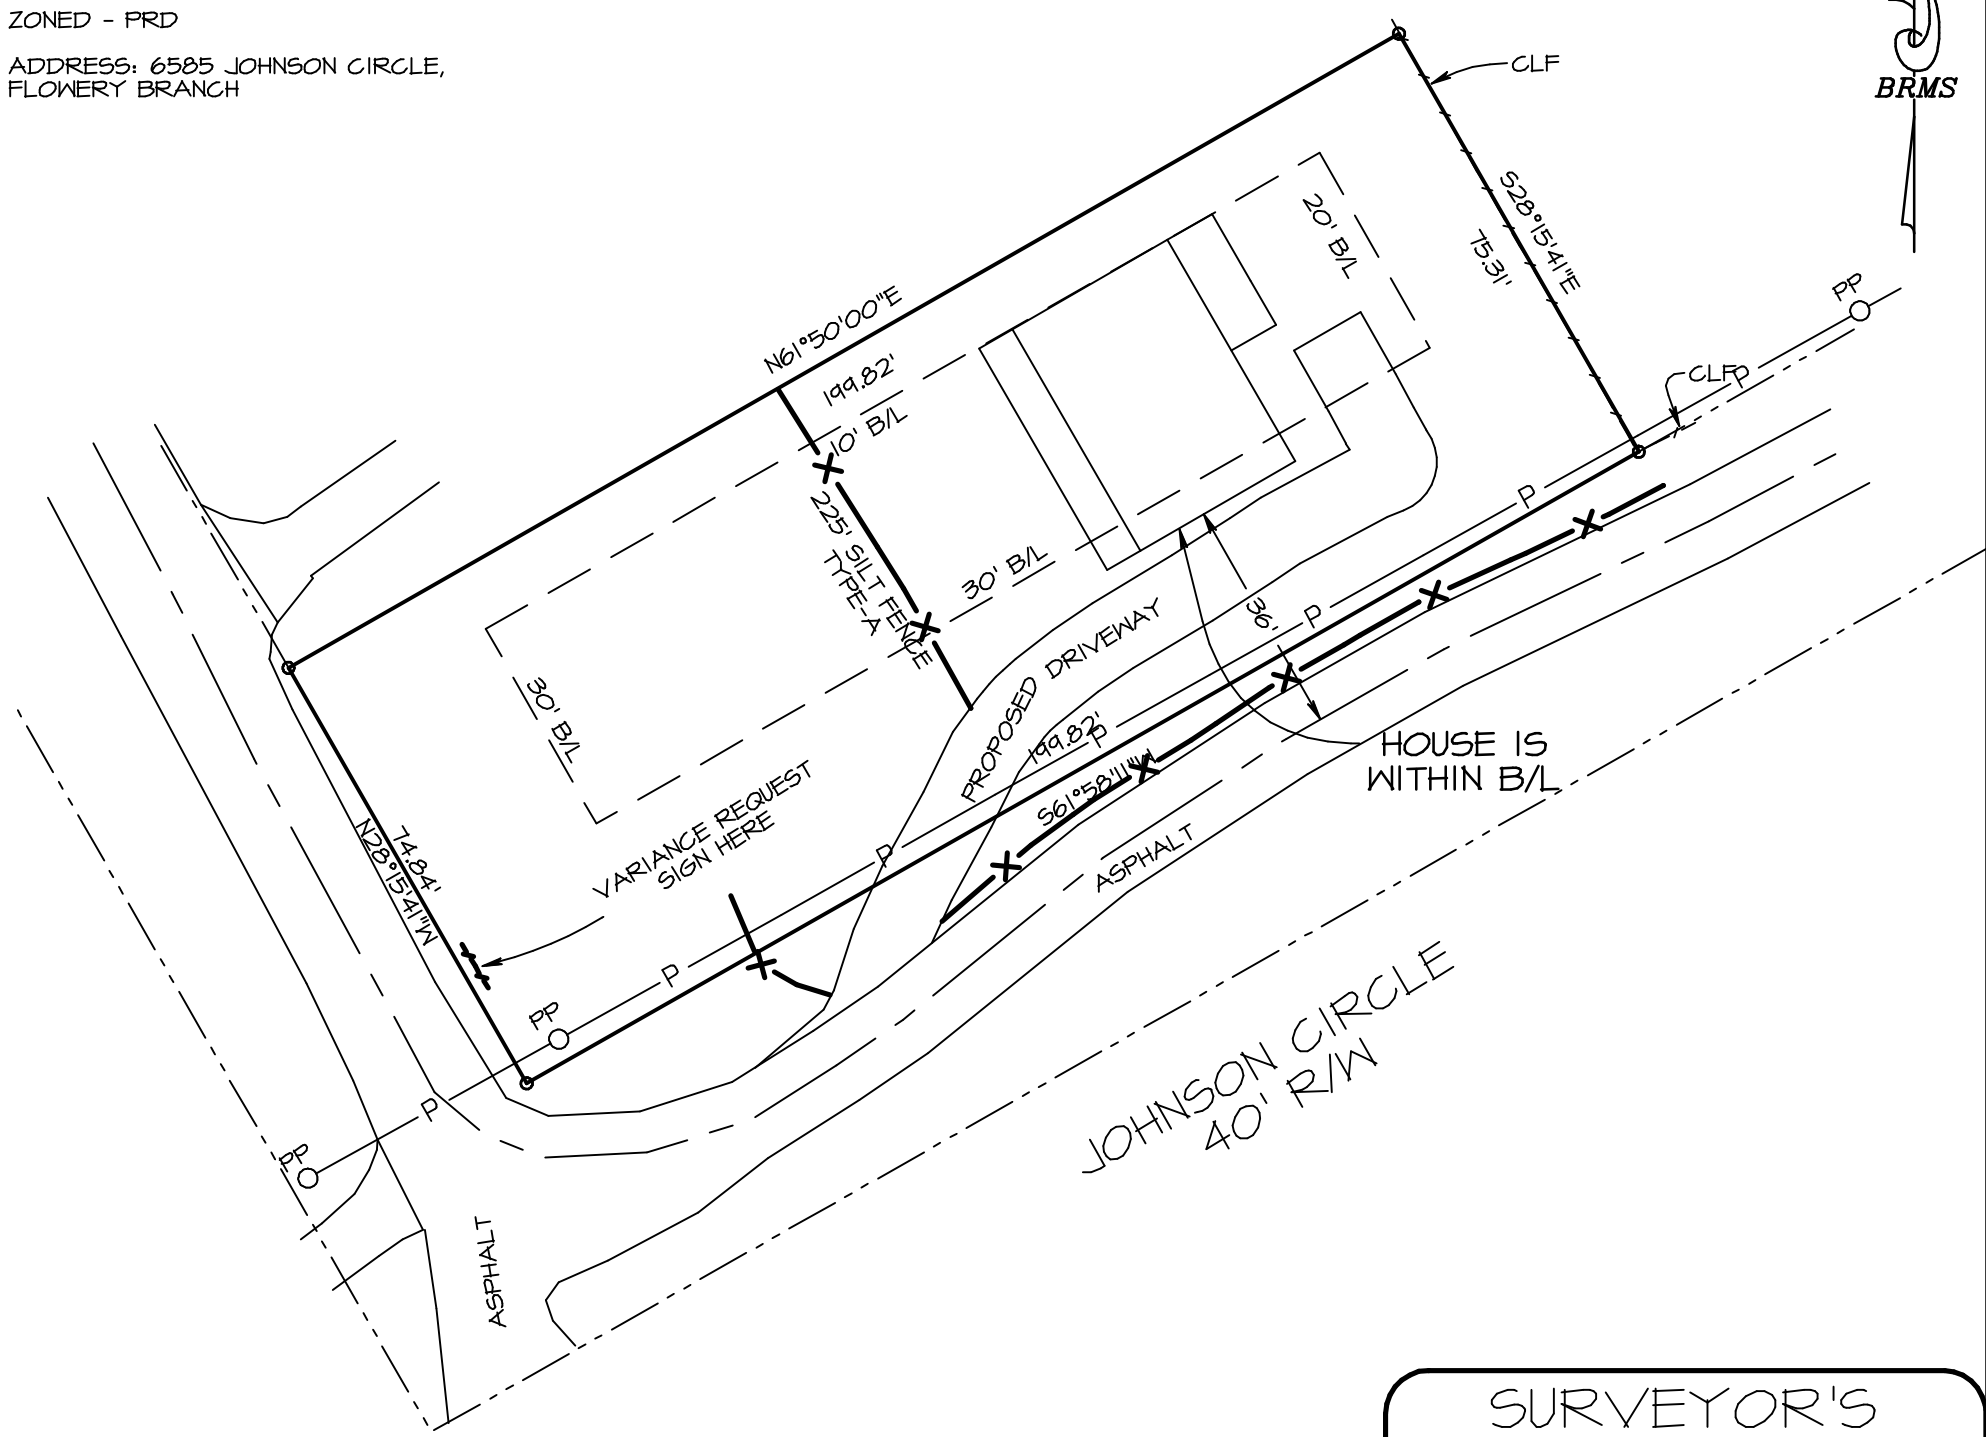 ZONED - PRD
ADDRESS: 6585 JOHNSON CIRCLE,
FLOWERY BRANCH
BRMS
CLF
S28°15'41"E
75.31'
20' B/L
PP
N61°50'00"E
199.82'
10' B/L
CLF
P
225' SILT FENCE
TYPE-A
30' B/L
P
36'
P
PROPOSED DRIVEWAY
30' B/L
199.82'
P
S61°58'11"W
HOUSE IS
WITHIN B/L
VARIANCE REQUEST
SIGN HERE
74.84'
N28°15'41"W
P
ASPHALT
P
PP
P
PP
JOHNSON CIRCLE
40' R/W
ASPHALT
SURVEYOR'S